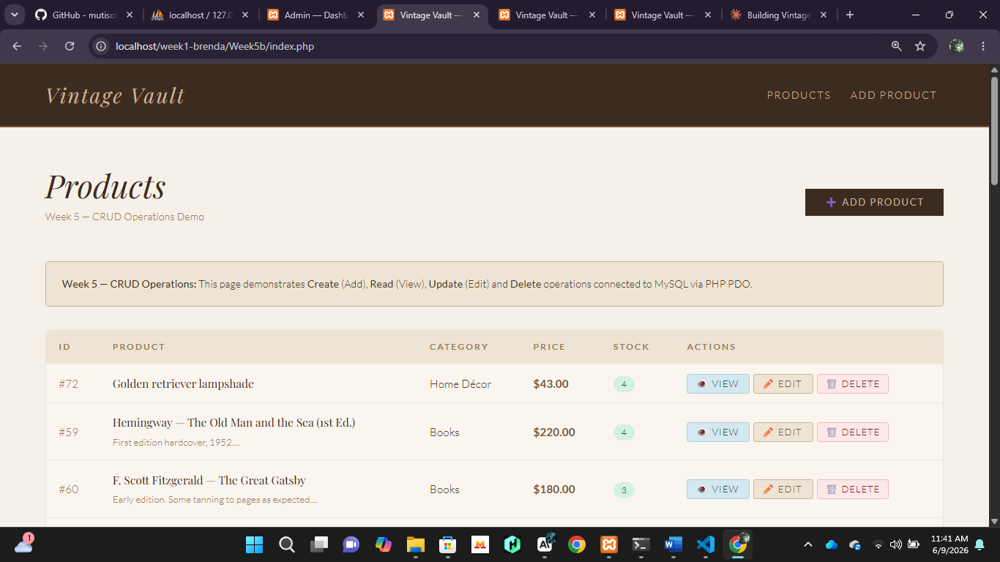 GitHub - mutisol
localhost / 127.0
Admin — Dashb
Vintage Vault —
Vintage Vault —
Vintage Vault —
Building Vintage
localhost/week1-brenda/Week5b/index.php
Vintage Vault
PRODUCTS
ADD PRODUCT
Products
Week 5 — CRUD Operations Demo
➕ ADD PRODUCT
Week 5 — CRUD Operations: This page demonstrates Create (Add), Read (View), Update (Edit) and Delete operations connected to MySQL via PHP PDO.
ID PRODUCT CATEGORY PRICE STOCK ACTIONS
#72 Golden retriever lampshade Home Décor $43.00 4 VIEW EDIT DELETE
#59 Hemingway — The Old Man and the Sea (1st Ed.) Books $220.00 4 VIEW EDIT DELETE
First edition hardcover, 1952....
#60 F. Scott Fitzgerald — The Great Gatsby Books $180.00 3 VIEW EDIT DELETE
Early edition. Some tanning to pages as expected....
1
11:41 AM
6/9/2026